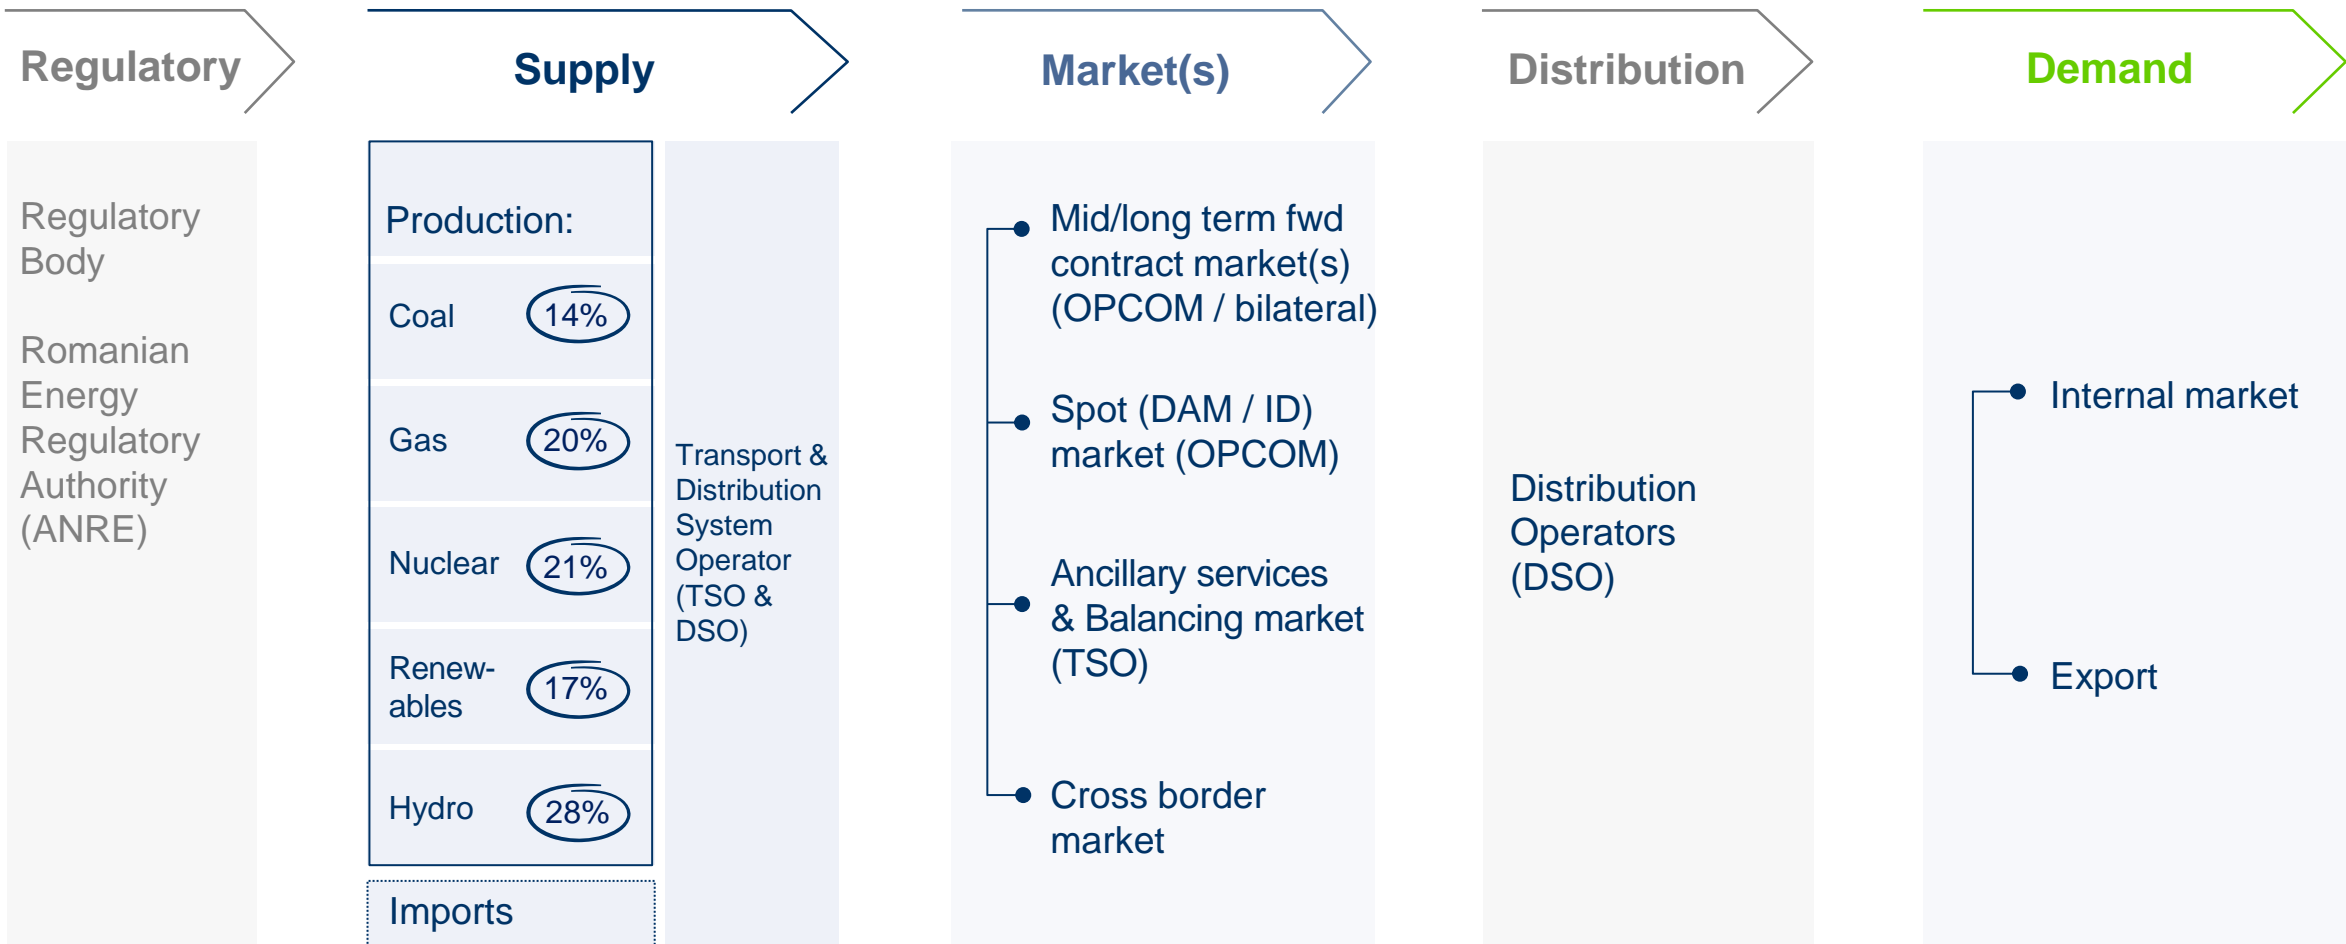 Regulatory
Supply
Market(s)
Distribution
Demand
Regulatory
Body
Romanian
Energy
Regulatory
Authority
(ANRE)
Production:
Coal
14%
Gas
20%
Nuclear
21%
Renew-
ables
17%
Hydro
28%
Imports
Transport &
Distribution
System
Operator
(TSO &
DSO)
Mid/long term fwd
contract market(s)
(OPCOM / bilateral)
Spot (DAM / ID)
market (OPCOM)
Ancillary services
& Balancing market
(TSO)
Cross border
market
Distribution
Operators
(DSO)
Internal market
Export